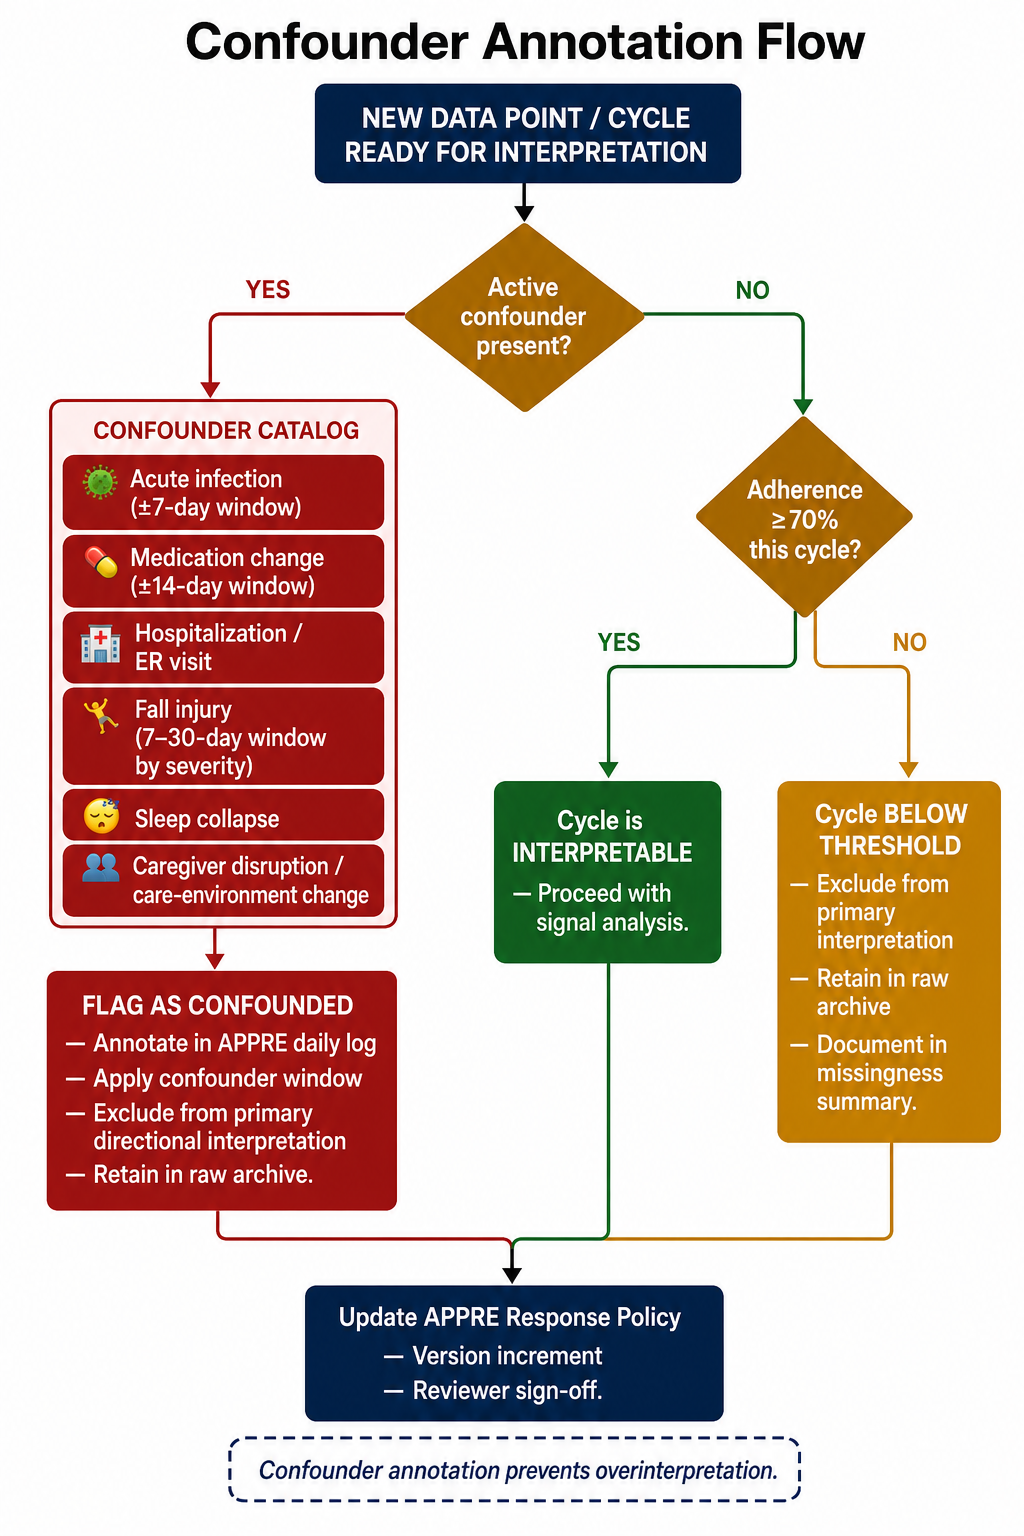 Confounder Annotation Flow
NEW DATA POINT / CYCLE
READY FOR INTERPRETATION
Active
confounder
present?
YES
NO
CONFOUNDER CATALOG
Acute infection
(±7-day window)
Medication change
(±14-day window)
Hospitalization /
ER visit
Fall injury
(7–30-day window
by severity)
Sleep collapse
Caregiver disruption /
care-environment change
FLAG AS CONFOUNDED
— Annotate in APPRE daily log
— Apply confounder window
— Exclude from primary
directional interpretation
— Retain in raw archive.
Adherence
≥70%
this cycle?
YES
NO
Cycle is
INTERPRETABLE
— Proceed with
signal analysis.
Cycle BELOW
THRESHOLD
— Exclude from
primary
interpretation
— Retain in raw
archive
— Document in
missingness
summary.
Update APPRE Response Policy
— Version increment
— Reviewer sign-off.
Confounder annotation prevents overinterpretation.